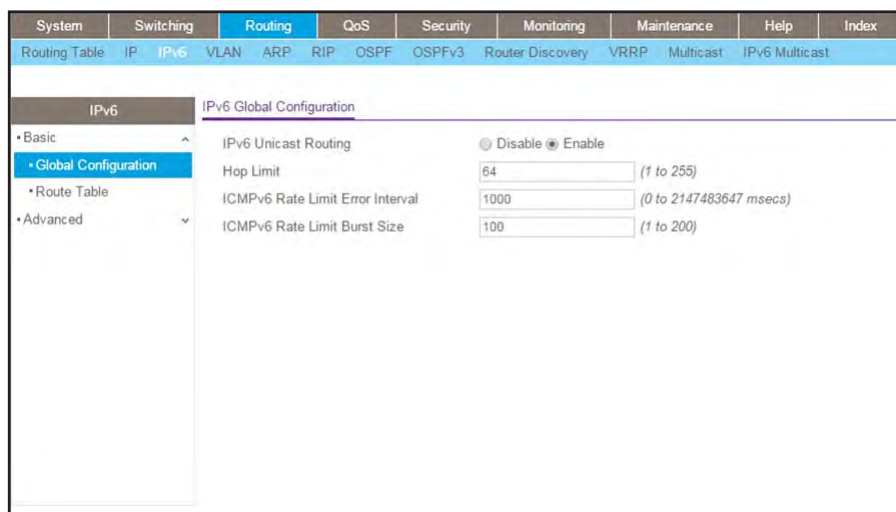 System Switching Routing QoS Security Monitoring Maintenance Help Index
Routing Table IP IPv6 VLAN ARP RIP OSPF OSPFv3 Router Discovery VRRP Multicast IPv6 Multicast
IPv6
• Basic
• Global Configuration
• Route Table
• Advanced
IPv6 Global Configuration
IPv6 Unicast Routing Disable Enable
Hop Limit 64 (1 to 255)
ICMPv6 Rate Limit Error Interval 1000 (0 to 2147483647 msecs)
ICMPv6 Rate Limit Burst Size 100 (1 to 200)